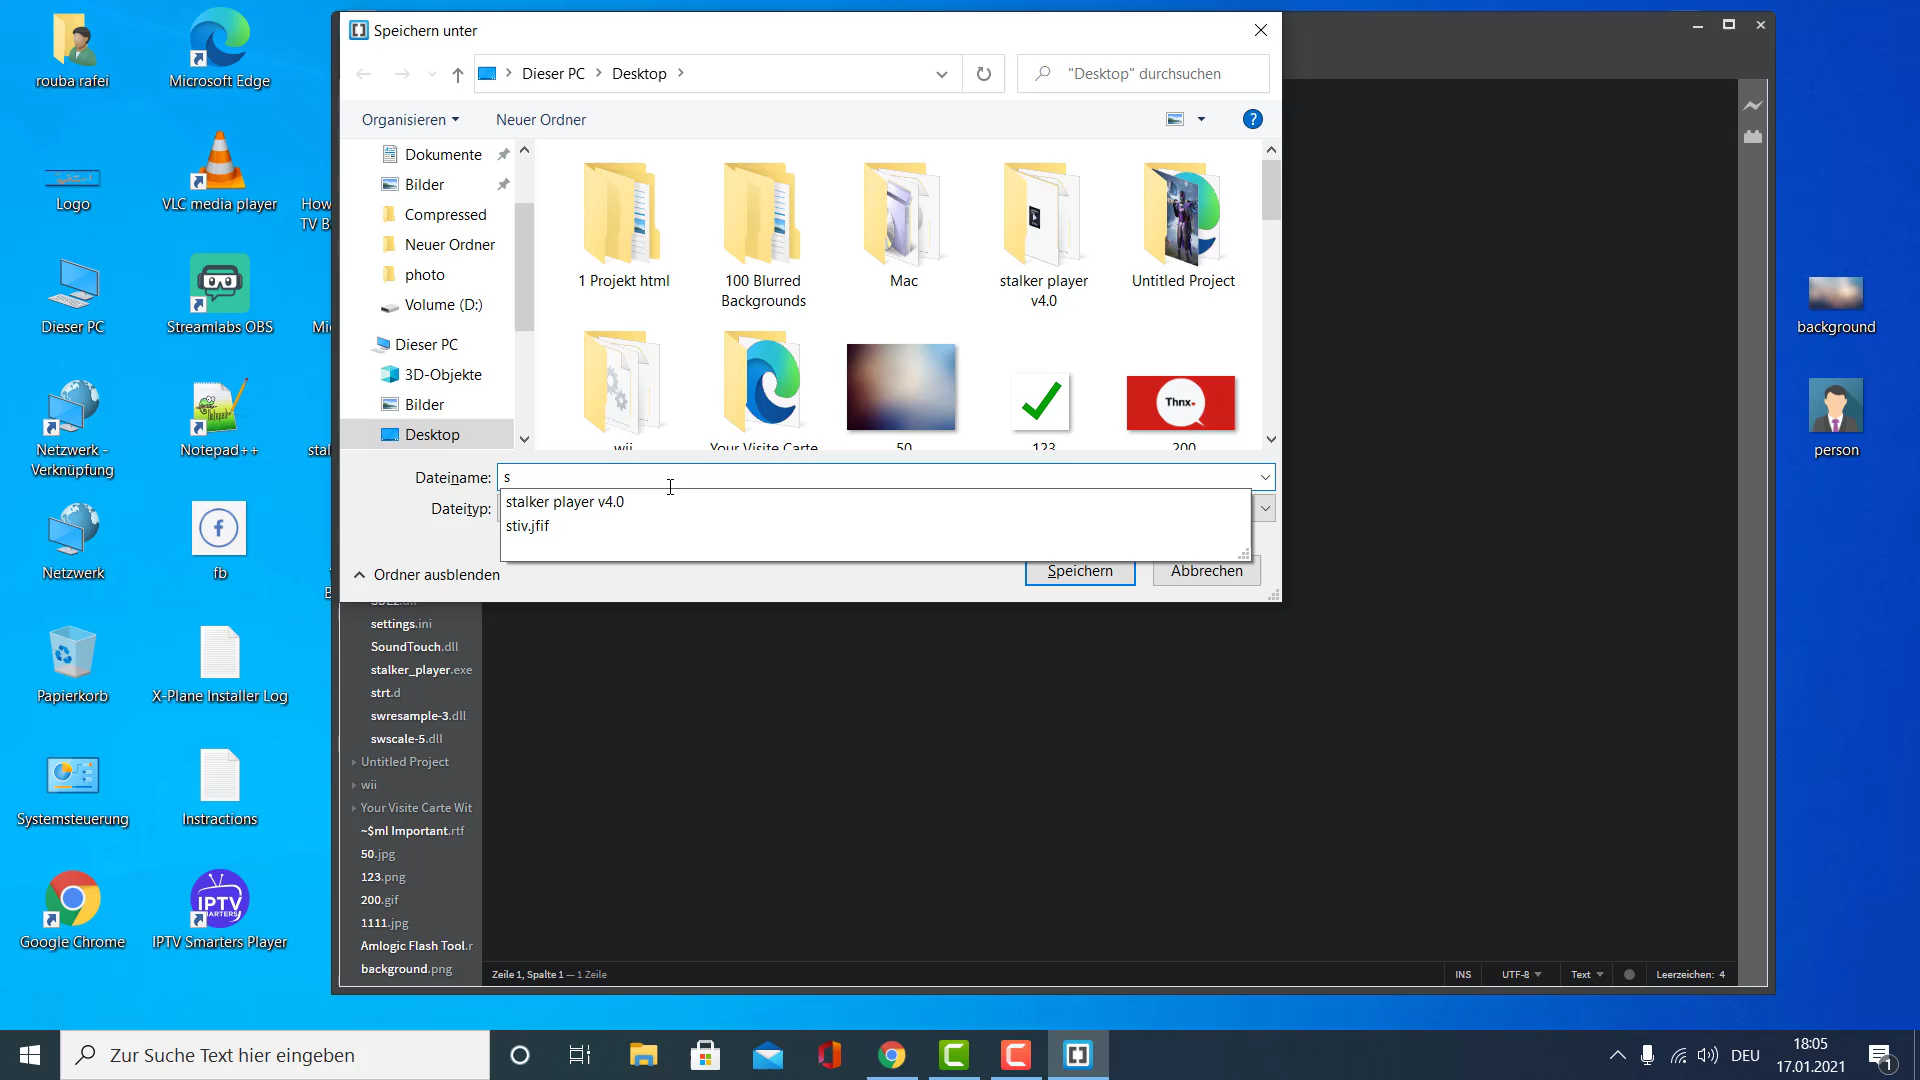 rouba rafei
Microsoft Edge
Logo
VLC media player
How
TV B
Dieser PC
Streamlabs OBS
Mi
Netzwerk -
Verknüpfung
Notepad++
stal
Netzwerk
fb
B
Papierkorb
X-Plane Installer Log
Systemsteuerung
Instractions
Google Chrome
IPTV
SMARTERS
IPTV Smarters Player
Speichern unter
Dieser PC
Desktop
"Desktop" durchsuchen
Organisieren
Neuer Ordner
Dokumente
Bilder
Compressed
Neuer Ordner
photo
Volume (D:)
Dieser PC
3D-Objekte
Bilder
Desktop
1 Projekt html
100 Blurred
Backgrounds
Mac
stalker player
v4.0
Untitled Project
Thnx.
wii
Your Visite Carte
50
123
200
Dateiname:
s
Dateityp:
stalker player v4.0
stiv.jfif
Ordner ausblenden
Speichern
Abbrechen
settings.ini
SoundTouch.dll
stalker_player.exe
strt.d
swresample-3.dll
swscale-5.dll
Untitled Project
wii
Your Visite Carte Wit
~$ml Important.rtf
50.jpg
123.png
200.gif
1111.jpg
Amlogic Flash Tool.r
background.png
Zeile 1, Spalte 1 — 1 Zeile
INS
UTF-8
Text
Leerzeichen: 4
background
person
Zur Suche Text hier eingeben
DEU
18:05
17.01.2021
1